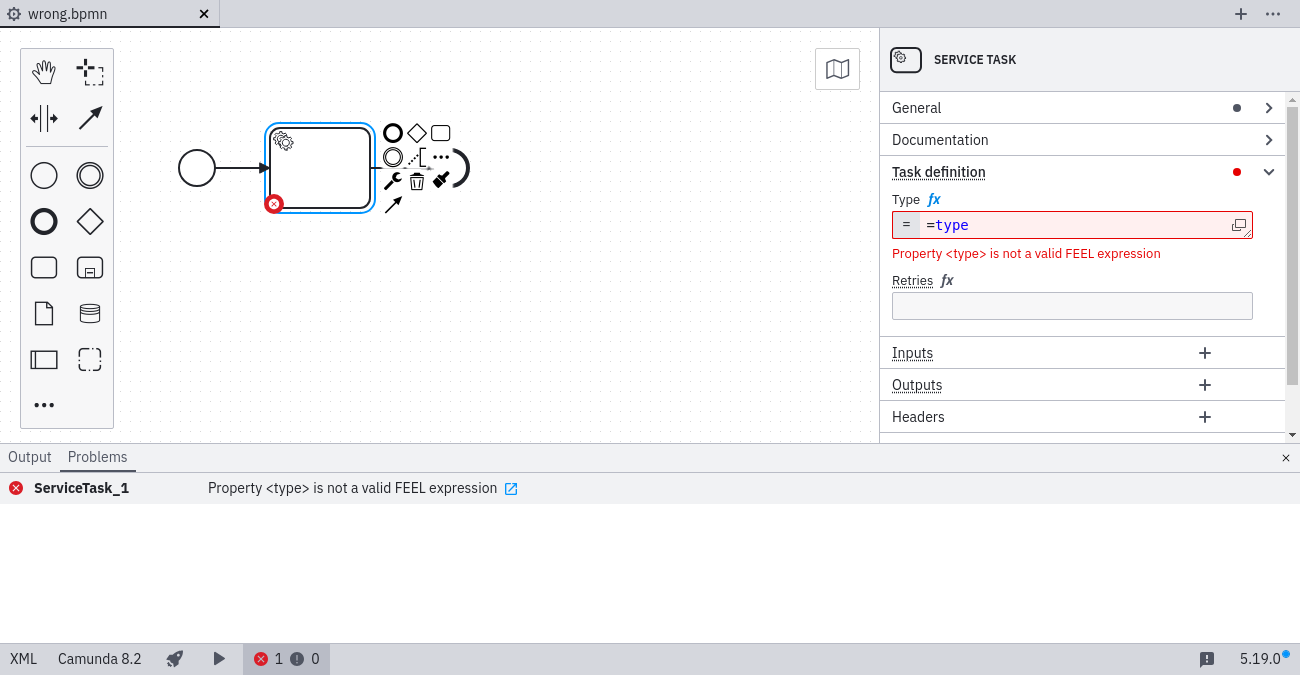 wrong.bpmn
SERVICE TASK
General
Documentation
Task definition
Type fx
= =type
Property <type> is not a valid FEEL expression
Retries fx
Inputs
Outputs
Headers
Output Problems
ServiceTask_1 Property <type> is not a valid FEEL expression
XML Camunda 8.2 1 0 5.19.0